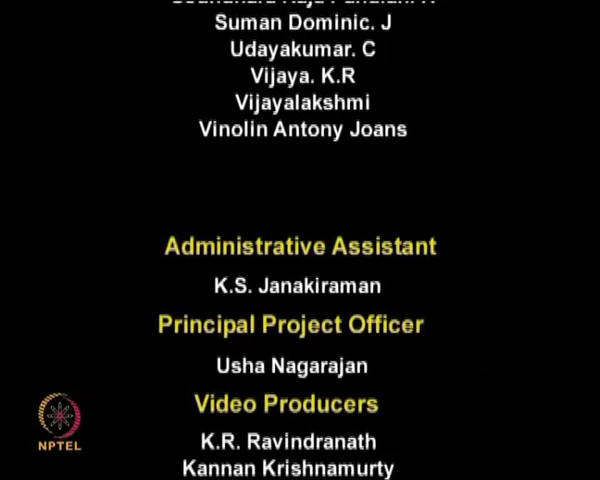 Suman Dominic. J
Udayakumar. C
Vijaya. K.R
Vijayalakshmi
Vinolin Antony Joans
Administrative Assistant
K.S. Janakiraman
Principal Project Officer
Usha Nagarajan
Video Producers
K.R. Ravindranath
Kannan Krishnamurty
NPTEL